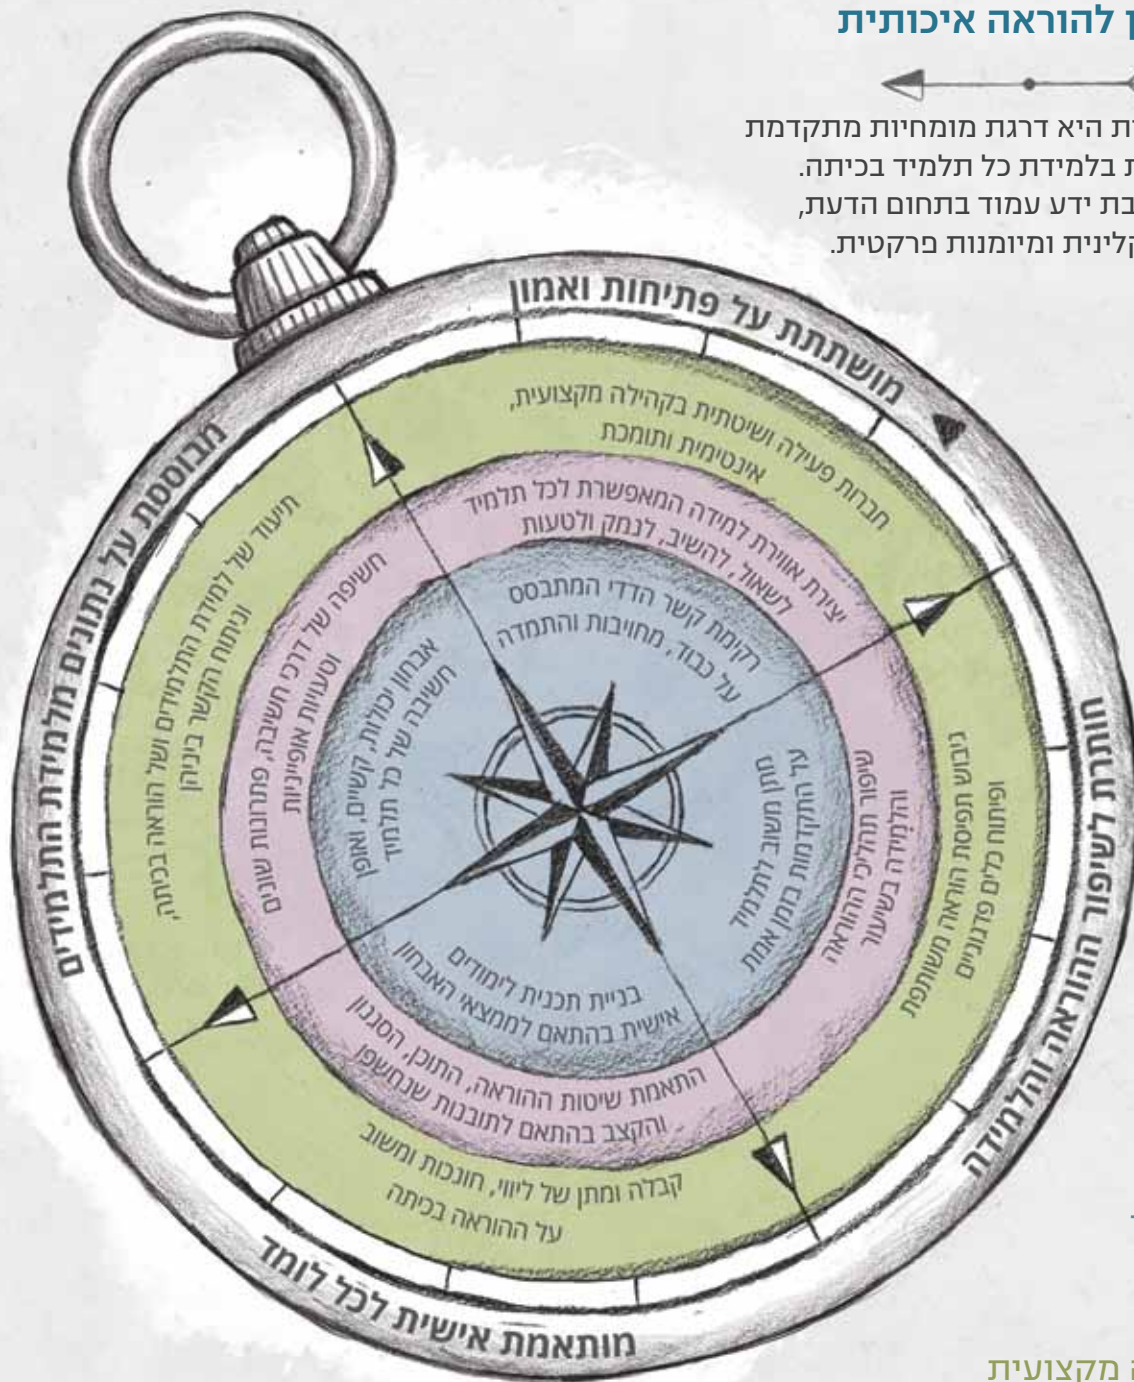 ן להוראה איכותית
ת היא דרגת מומחיות מתקדמת
ת בלמידת כל תלמיד בכיתה.
בת ידע עמוד בתחום הדעת,
קלינית ומיומנות פרקטית.
מושתתת על פתיחות ואמון
חברות פעילה ושיטתית בקהילה מקצועית,
אינטימית ותומכת
יצירת אווירת למידה המאפשרת לכל תלמיד
לשאול, להשיב, לנמק ולטעות
רקימת קשר הדדי המתבסס
על כבוד, מחויבות והתמדה
חותרת לשיפור ההוראה והלמידה
גיבוש תפיסת הוראה משותפת
ופיתוח כלים פדגוגיים
שיפור תהליכי ההוראה
והלמידה בשיעור
מתן משוב לתלמיד
על התקדמות בזמן אמת
מותאמת אישית לכל לומד
קבלה ומתן של ליווי, חונכות ומשוב
על ההוראה בכיתה
התאמת שיטות ההוראה, התוכן, הסגנון
והקצב בהתאם לתובנות שנחשפו
בניית תכנית לימודים
אישית בהתאם לממצאי האבחון
מבוססת על נתונים מלמידת התלמידים
תיעוד של למידת התלמידים ושל הוראה בכיתה,
וניתוח הקשר ביניהן
חשיפה של דרכי חשיבה, פתרונות שונים
וטעויות אופייניות
אבחון יכולות, קשיים, ואופן
חשיבה של כל תלמיד
ה מקצועית